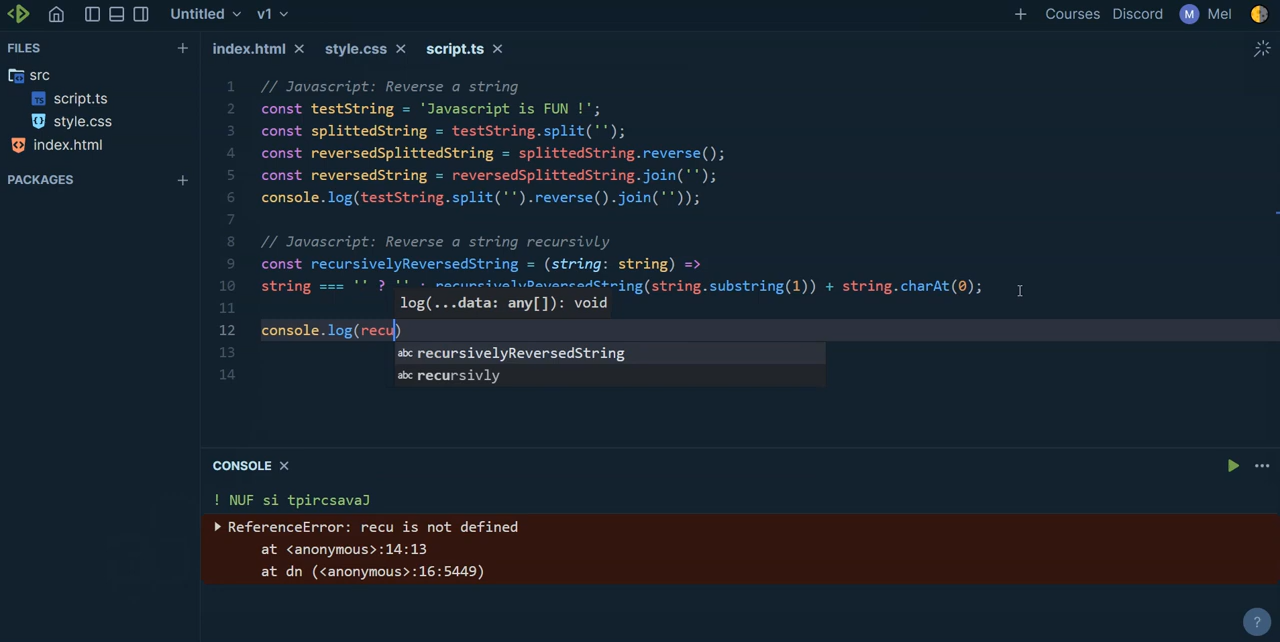 Untitled v1 + Courses Discord M Mel
FILES +
index.html × style.css × script.ts ×
src
TS script.ts
style.css
index.html
PACKAGES +
1 // Javascript: Reverse a string
2 const testString = 'Javascript is FUN !';
3 const splittedString = testString.split('');
4 const reversedSplittedString = splittedString.reverse();
5 const reversedString = reversedSplittedString.join('');
6 console.log(testString.split('').reverse().join(''));
7
8 // Javascript: Reverse a string recursivly
9 const recursivelyReversedString = (string: string) =>
10 string === '' ? '' : recursivelyReversedString(string.substring(1)) + string.charAt(0);
log(...data: any[]): void
11
12 console.log(recu)
abc recursivelyReversedString
13
abc recursivly
14
CONSOLE ×
! NUF si tpircsavaJ
ReferenceError: recu is not defined
at <anonymous>:14:13
at dn (<anonymous>:16:5449)
?